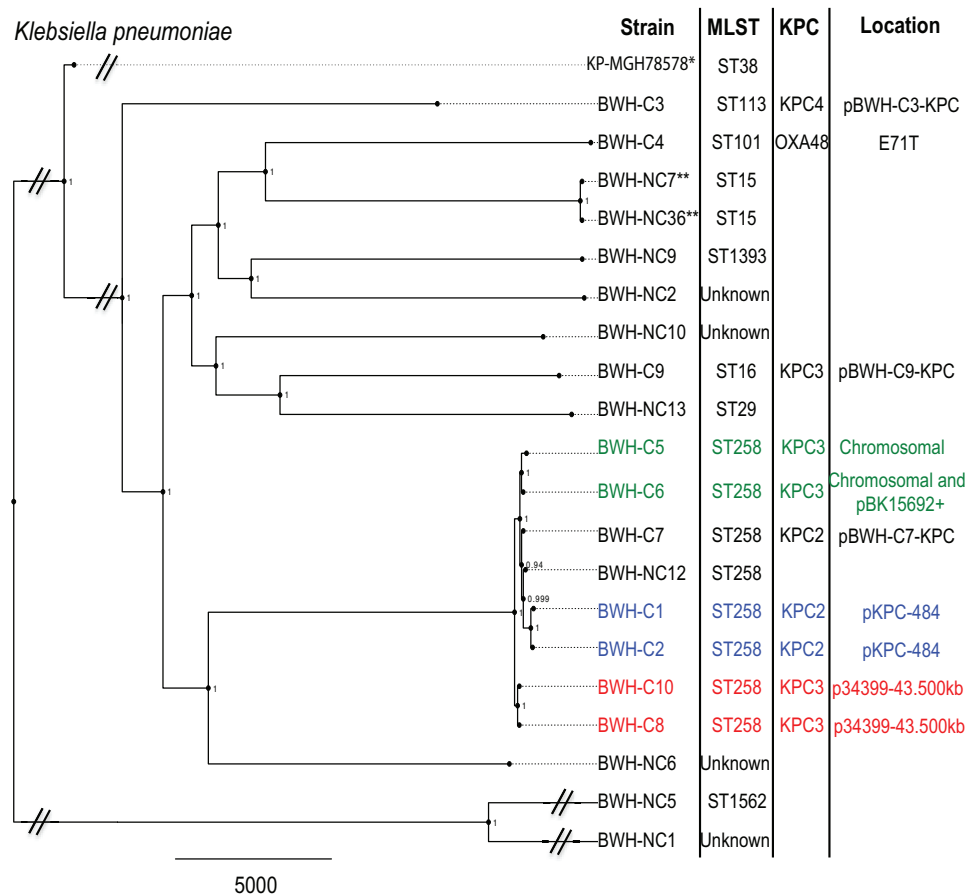 Klebsiella pneumoniae
Strain MLST KPC Location
KP-MGH78578* ST38
BWH-C3 ST113 KPC4 pBWH-C3-KPC
BWH-C4 ST101 OXA48 E71T
1 BWH-NC7** ST15
1
1
BWH-NC36** ST15
1
BWH-NC9 ST1393
1
1 1 BWH-NC2 Unknown
BWH-NC10 Unknown
1
BWH-C9 ST16 KPC3 pBWH-C9-KPC
1
BWH-NC13 ST29
BWH-C5 ST258 KPC3 Chromosomal
1
Chromosomal and
1 BWH-C6 ST258 KPC3
pBK15692+
1
BWH-C7 ST258 KPC2 pBWH-C7-KPC
0.94
BWH-NC12 ST258
0.999
1 BWH-C1 ST258 KPC2 pKPC-484
1
BWH-C2 ST258 KPC2 pKPC-484
1 BWH-C10 ST258 KPC3 p34399-43.500kb
1
BWH-C8 ST258 KPC3 p34399-43.500kb
BWH-NC6 Unknown
BWH-NC5 ST1562
1
BWH-NC1 Unknown
5000